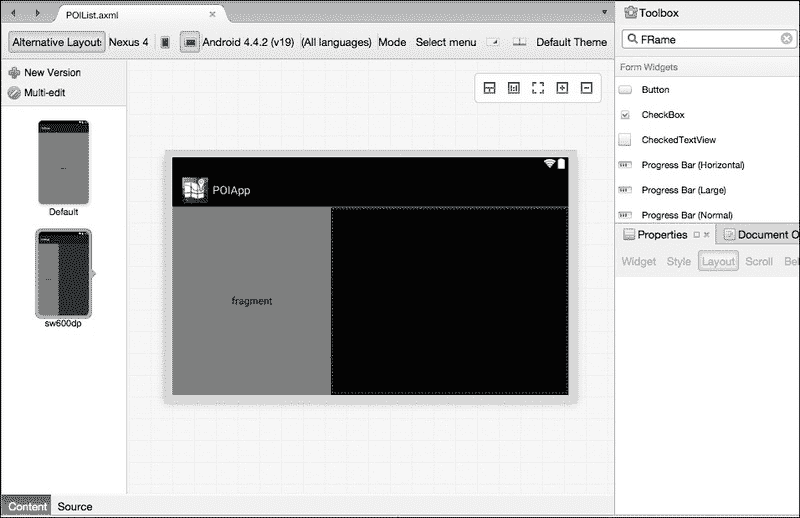 POIList.axml
Toolbox
Alternative Layout: Nexus 4 Android 4.4.2 (v19) (All languages) Mode Select menu Default Theme
FRame
New Version
Multi-edit
Form Widgets
Button
CheckBox
CheckedTextView
Progress Bar (Horizontal)
Progress Bar (Large)
Progress Bar (Normal)
Default
sw600dp
POIApp
fragment
Properties
Document O
Widget Style Layout Scroll Be
Content Source